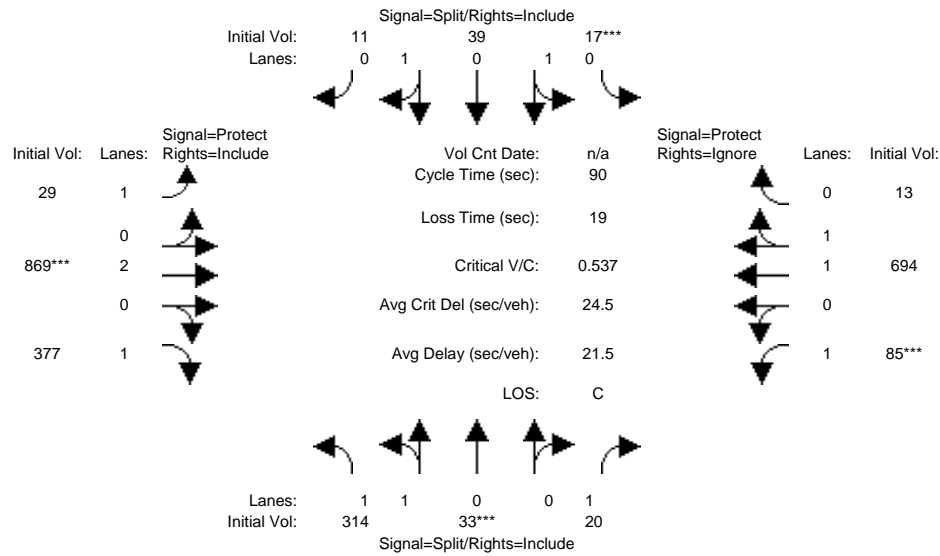 Signal=Split/Rights=Include
Initial Vol: 11 39 17***
Lanes: 0 1 0 1 0
Signal=Protect Signal=Protect
Initial Vol: Lanes: Rights=Include Vol Cnt Date: n/a Rights=Ignore Lanes: Initial Vol:
Cycle Time (sec): 90
29 1 0 13
Loss Time (sec): 19
0 1
869*** 2 Critical V/C: 0.537 1 694
0 Avg Crit Del (sec/veh): 24.5 0
377 1 Avg Delay (sec/veh): 21.5 1 85***
LOS: C
Lanes: 1 1 0 0 1
Initial Vol: 314 33*** 20
Signal=Split/Rights=Include